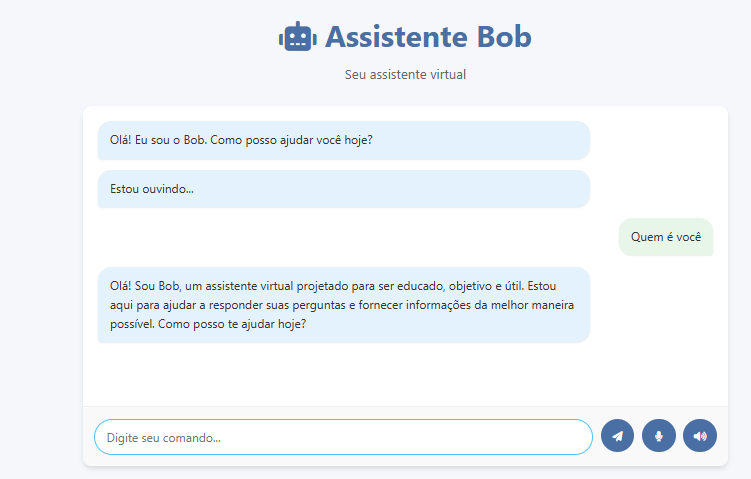 Assistente Bob
Seu assistente virtual
Olá! Eu sou o Bob. Como posso ajudar você hoje?
Estou ouvindo...
Quem é você
Olá! Sou Bob, um assistente virtual projetado para ser educado, objetivo e útil. Estou
aqui para ajudar a responder suas perguntas e fornecer informações da melhor maneira
possível. Como posso te ajudar hoje?
Digite seu comando...